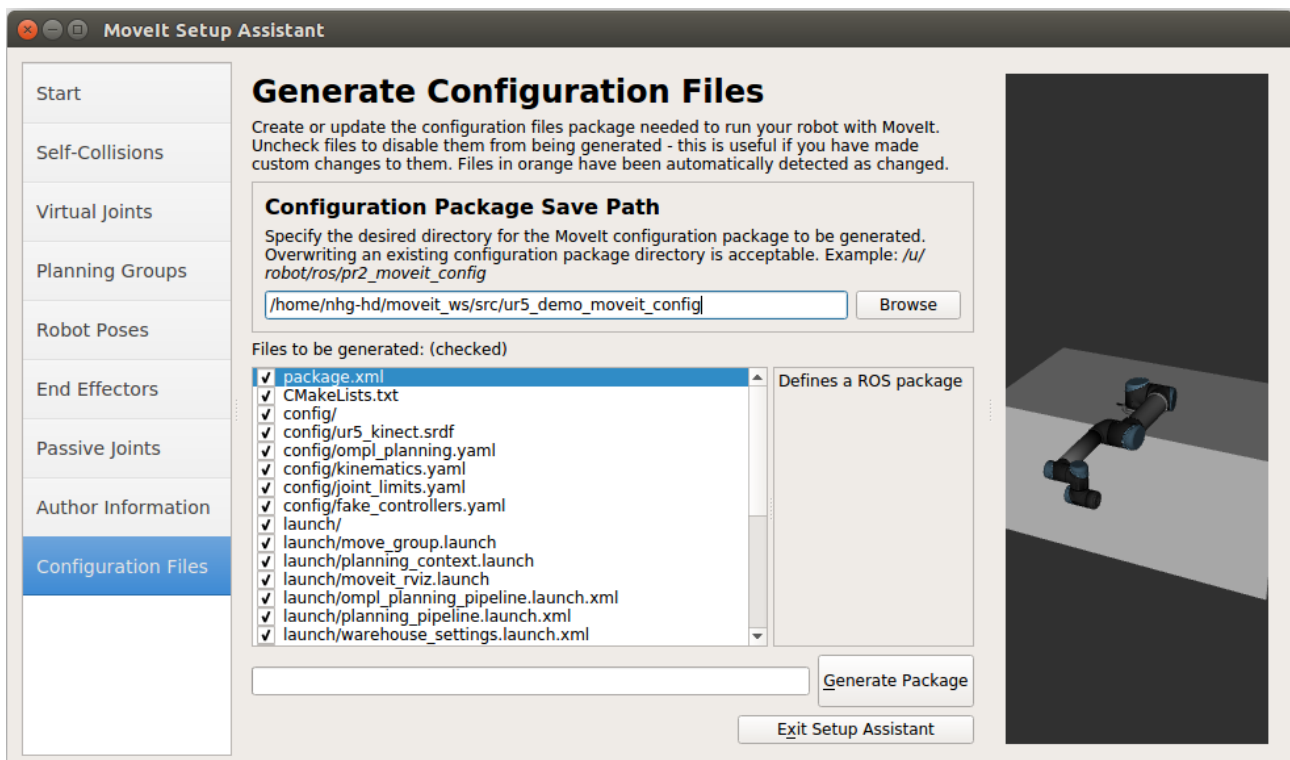 MoveIt Setup Assistant
Start
Self-Collisions
Virtual Joints
Planning Groups
Robot Poses
End Effectors
Passive Joints
Author Information
Configuration Files
Generate Configuration Files
Create or update the configuration files package needed to run your robot with MoveIt.
Uncheck files to disable them from being generated - this is useful if you have made
custom changes to them. Files in orange have been automatically detected as changed.
Configuration Package Save Path
Specify the desired directory for the MoveIt configuration package to be generated.
Overwriting an existing configuration package directory is acceptable. Example: /u/
robot/ros/pr2_moveit_config
/home/nhg-hd/moveit_ws/src/ur5_demo_moveit_config
Browse
Files to be generated: (checked)
package.xml
CMakeLists.txt
config/
config/ur5_kinect.srdf
config/ompl_planning.yaml
config/kinematics.yaml
config/joint_limits.yaml
config/fake_controllers.yaml
launch/
launch/move_group.launch
launch/planning_context.launch
launch/moveit_rviz.launch
launch/ompl_planning_pipeline.launch.xml
launch/planning_pipeline.launch.xml
launch/warehouse_settings.launch.xml
Defines a ROS package
Generate Package
Exit Setup Assistant